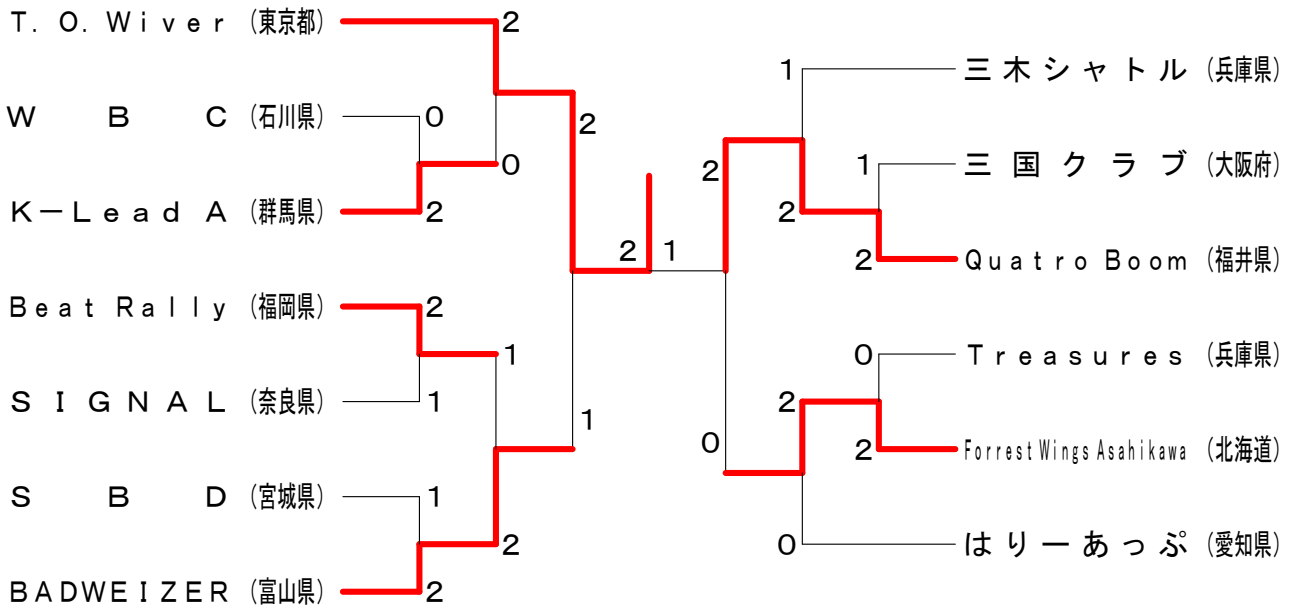 T. O. Wiver (東京都)
2
WBC (石川県)
0
2
0
K－Lead A (群馬県)
2
Beat Rally (福岡県)
2
1
SIGNAL (奈良県)
1
1
SBD (宮城県)
1
2
BADWEIZER (富山県)
2
2
1
1
三木シャトル (兵庫県)
2
1
三国クラブ (大阪府)
2
2
Quatro Boom (福井県)
0
Treasures (兵庫県)
2
0
2
Forrest Wings Asahikawa (北海道)
0
はりーあっぷ (愛知県)